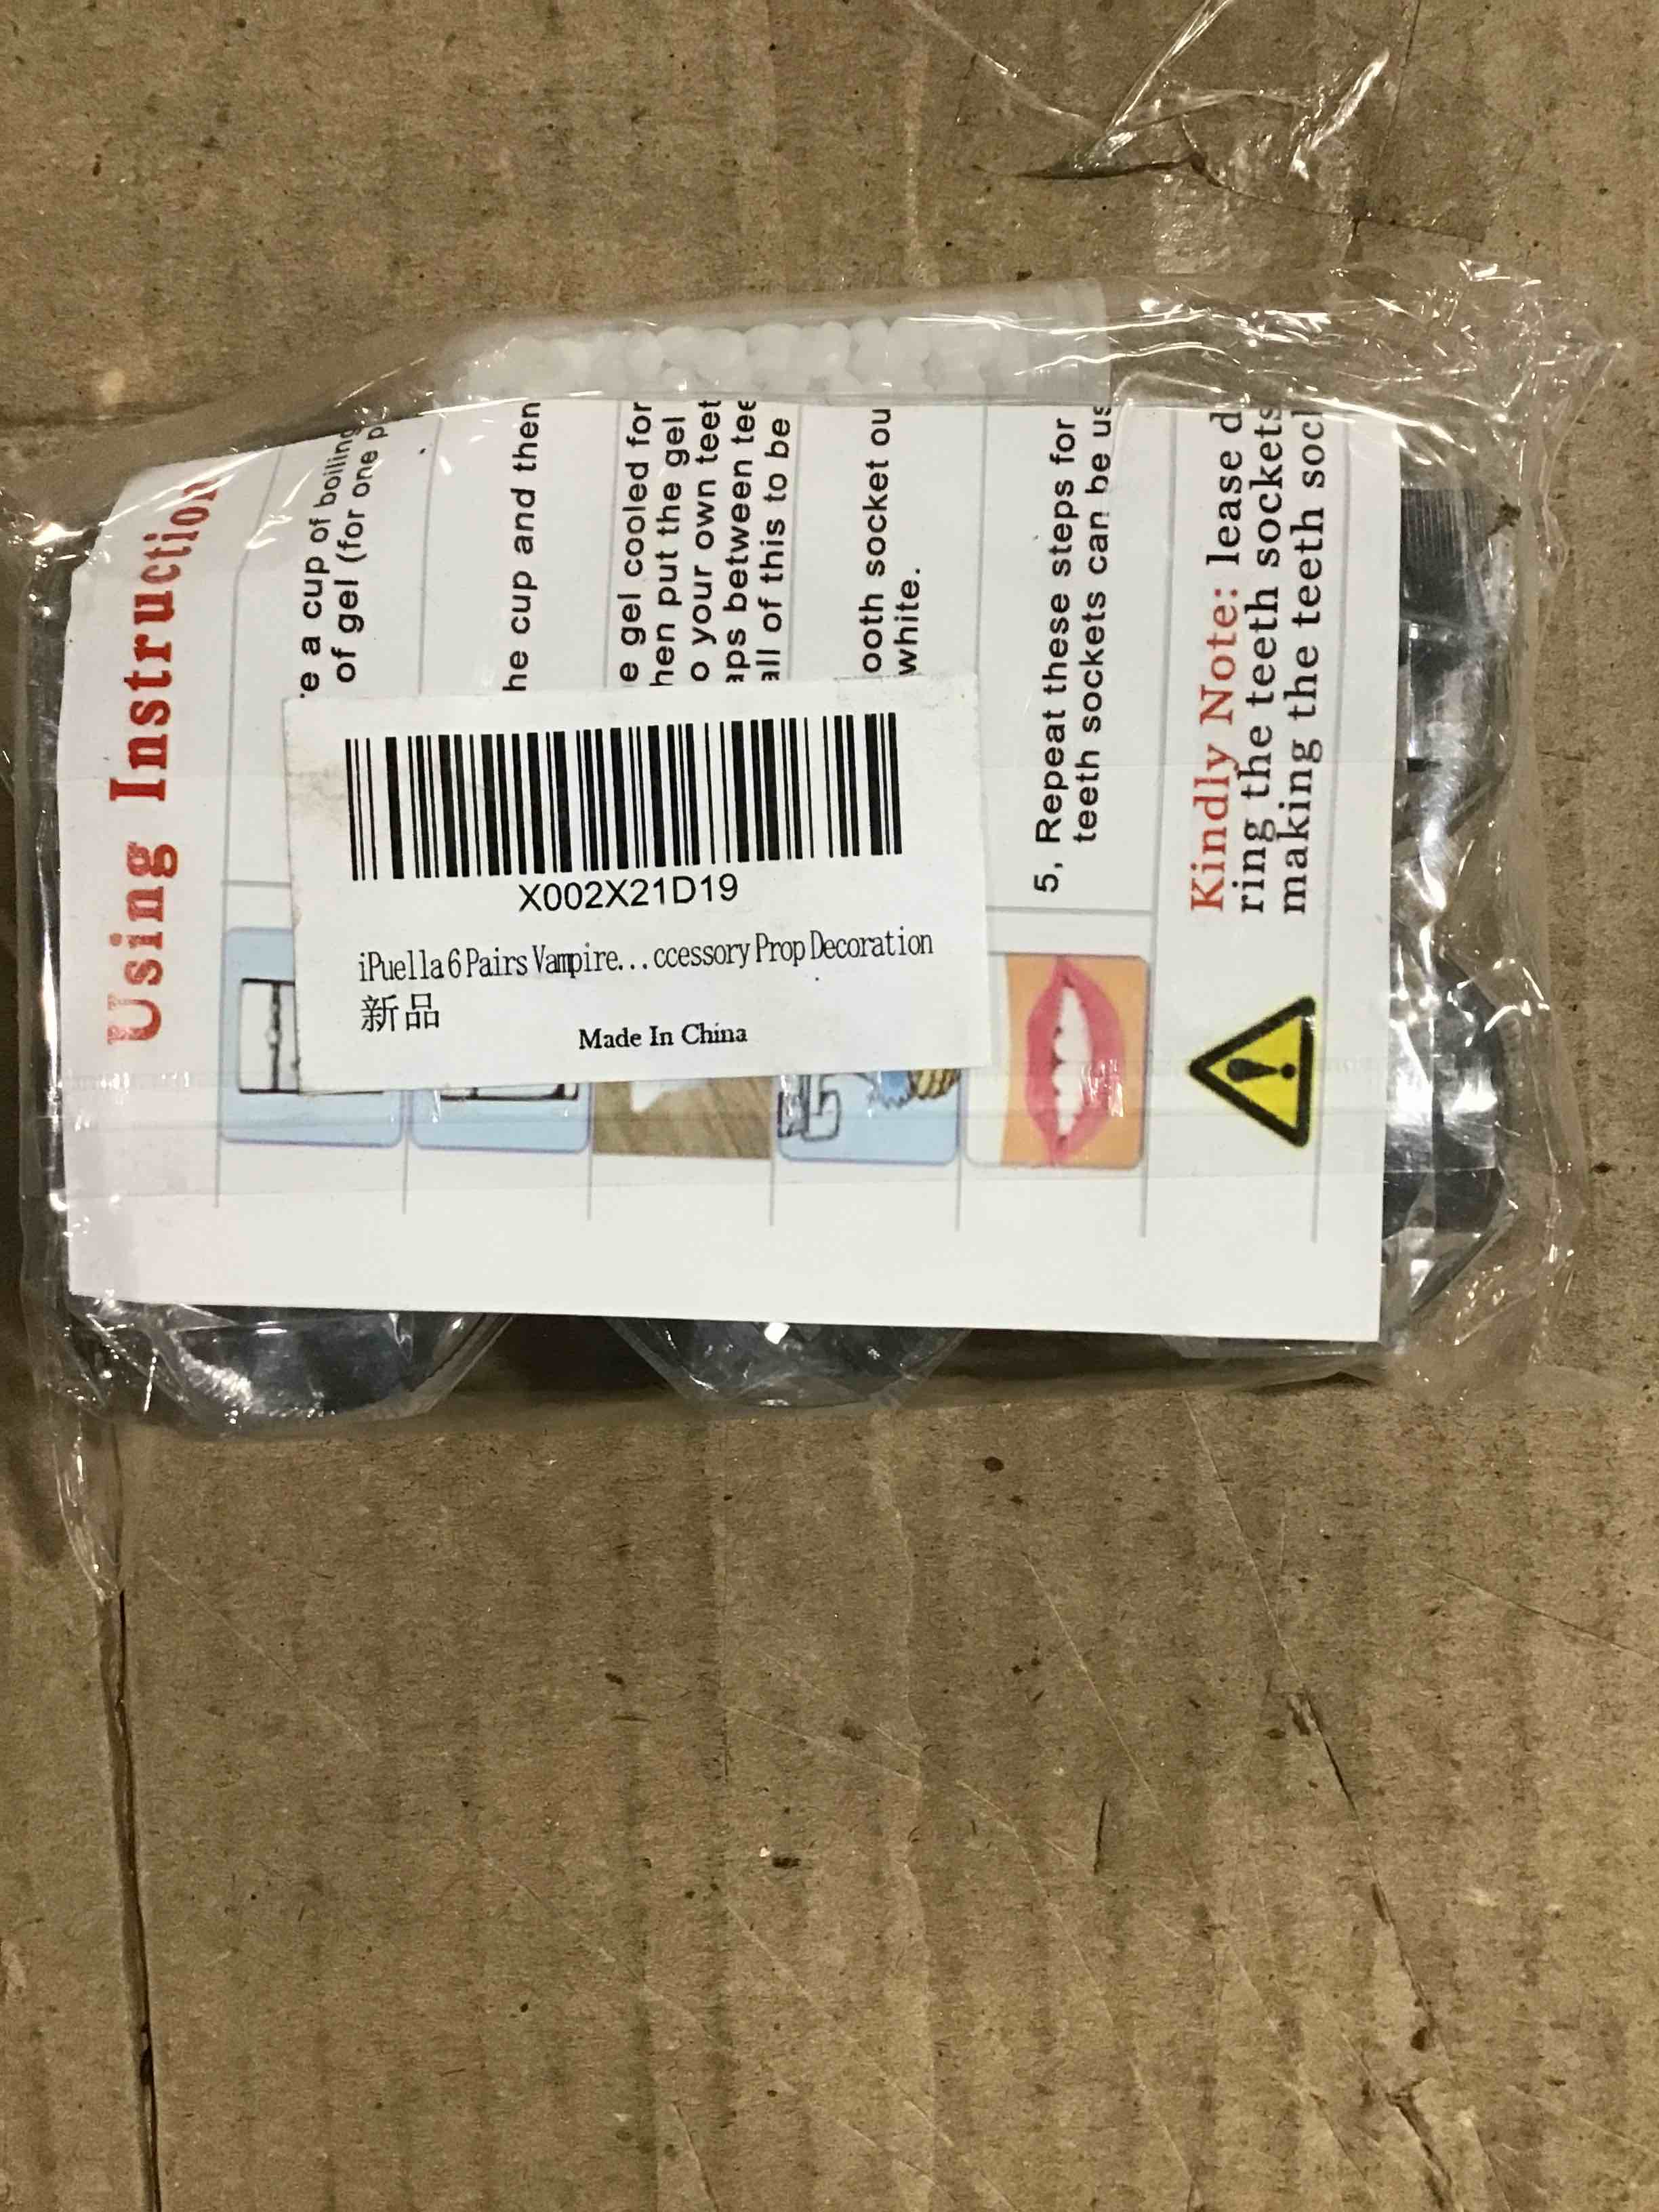 Using Instruction
e a cup of boiling
of gel (for one p
he cup and then
e gel cooled for
hen put the gel
o your own teet
aps between tee
all of this to be
ooth socket ou
white.
5, Repeat these steps for
teeth sockets can be us
Kindly Note: lease d
ring the teeth sockets
making the teeth soc
X002X21D19
iPuella 6 Pairs Vampire...ccessory Prop Decoration
新品
Made In China